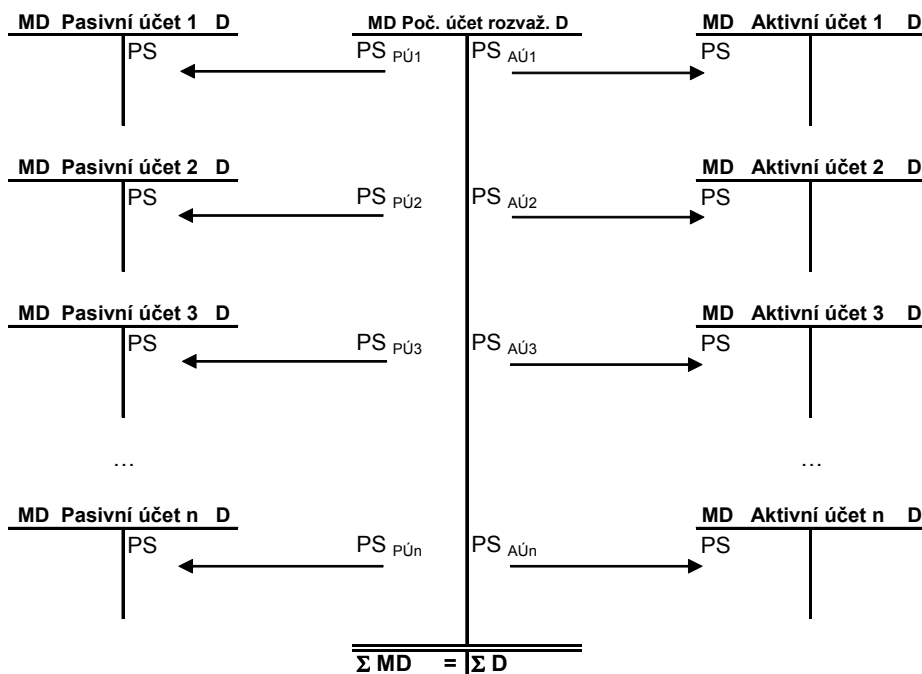 MD Pasivní účet 1 D MD Poč. účet rozvaž. D MD Aktivní účet 1 D
PS PS PÚ1 PS AÚ1 PS
MD Pasivní účet 2 D MD Aktivní účet 2 D
PS PS PÚ2 PS AÚ2 PS
MD Pasivní účet 3 D MD Aktivní účet 3 D
PS PS PÚ3 PS AÚ3 PS
… …
MD Pasivní účet n D MD Aktivní účet n D
PS PS PÚn PS AÚn PS
Σ MD = Σ D